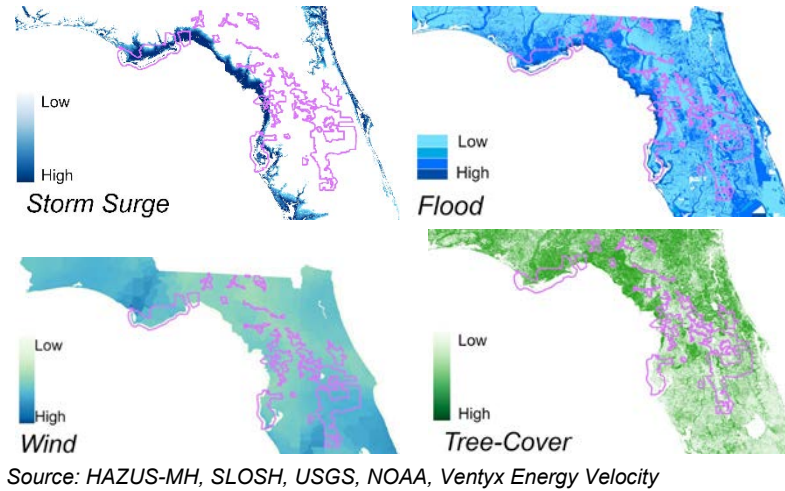 Low
High
Storm Surge
Low
High
Flood
Low
High
Wind
Low
High
Tree-Cover
Source: HAZUS-MH, SLOSH, USGS, NOAA, Ventyx Energy Velocity